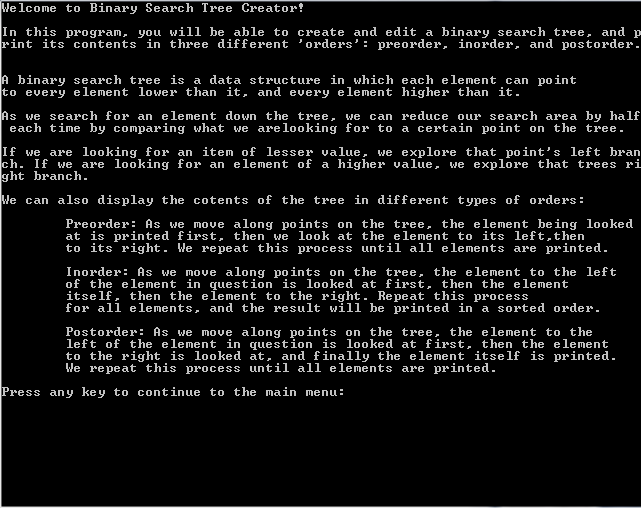 Welcome to Binary Search Tree Creator!
In this program, you will be able to create and edit a binary search tree, and p
rint its contents in three different 'orders': preorder, inorder, and postorder.
A binary search tree is a data structure in which each element can point
to every element lower than it, and every element higher than it.
As we search for an element down the tree, we can reduce our search area by half
 each time by comparing what we arelooking for to a certain point on the tree.
If we are looking for an item of lesser value, we explore that point's left bran
ch. If we are looking for an element of a higher value, we explore that trees ri
ght branch.
We can also display the cotents of the tree in different types of orders:
Preorder: As we move along points on the tree, the element being looked
at is printed first, then we look at the element to its left,then
to its right. We repeat this process until all elements are printed.
Inorder: As we move along points on the tree, the element to the left
of the element in question is looked at first, then the element
itself, then the element to the right. Repeat this process
for all elements, and the result will be printed in a sorted order.
Postorder: As we move along points on the tree, the element to the
left of the element in question is looked at first, then the element
to the right is looked at, and finally the element itself is printed.
We repeat this process until all elements are printed.
Press any key to continue to the main menu: